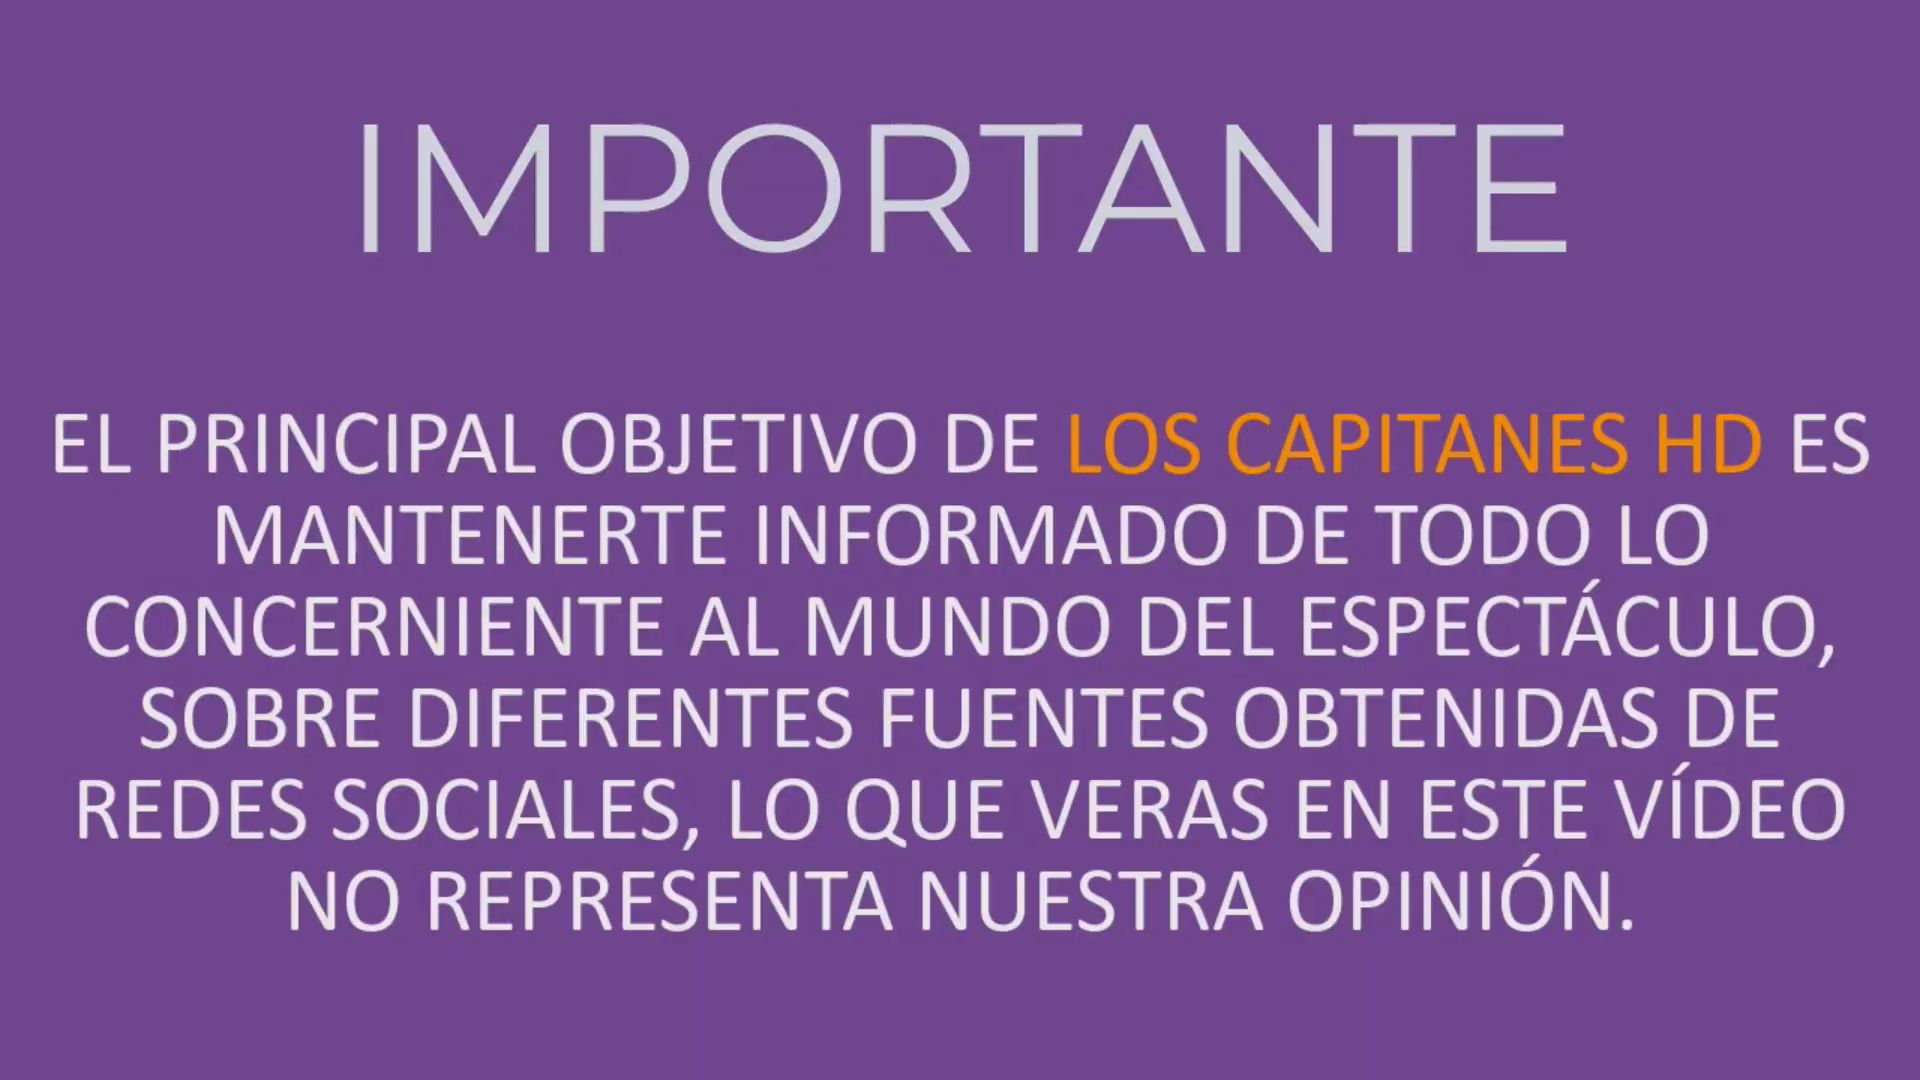 IMPORTANTE
EL PRINCIPAL OBJETIVO DE LOS CAPITANES HD ES
MANTENERTE INFORMADO DE TODO LO
CONCERNIENTE AL MUNDO DEL ESPECTÁCULO,
SOBRE DIFERENTES FUENTES OBTENIDAS DE
REDES SOCIALES, LO QUE VERAS EN ESTE VÍDEO
NO REPRESENTA NUESTRA OPINIÓN.